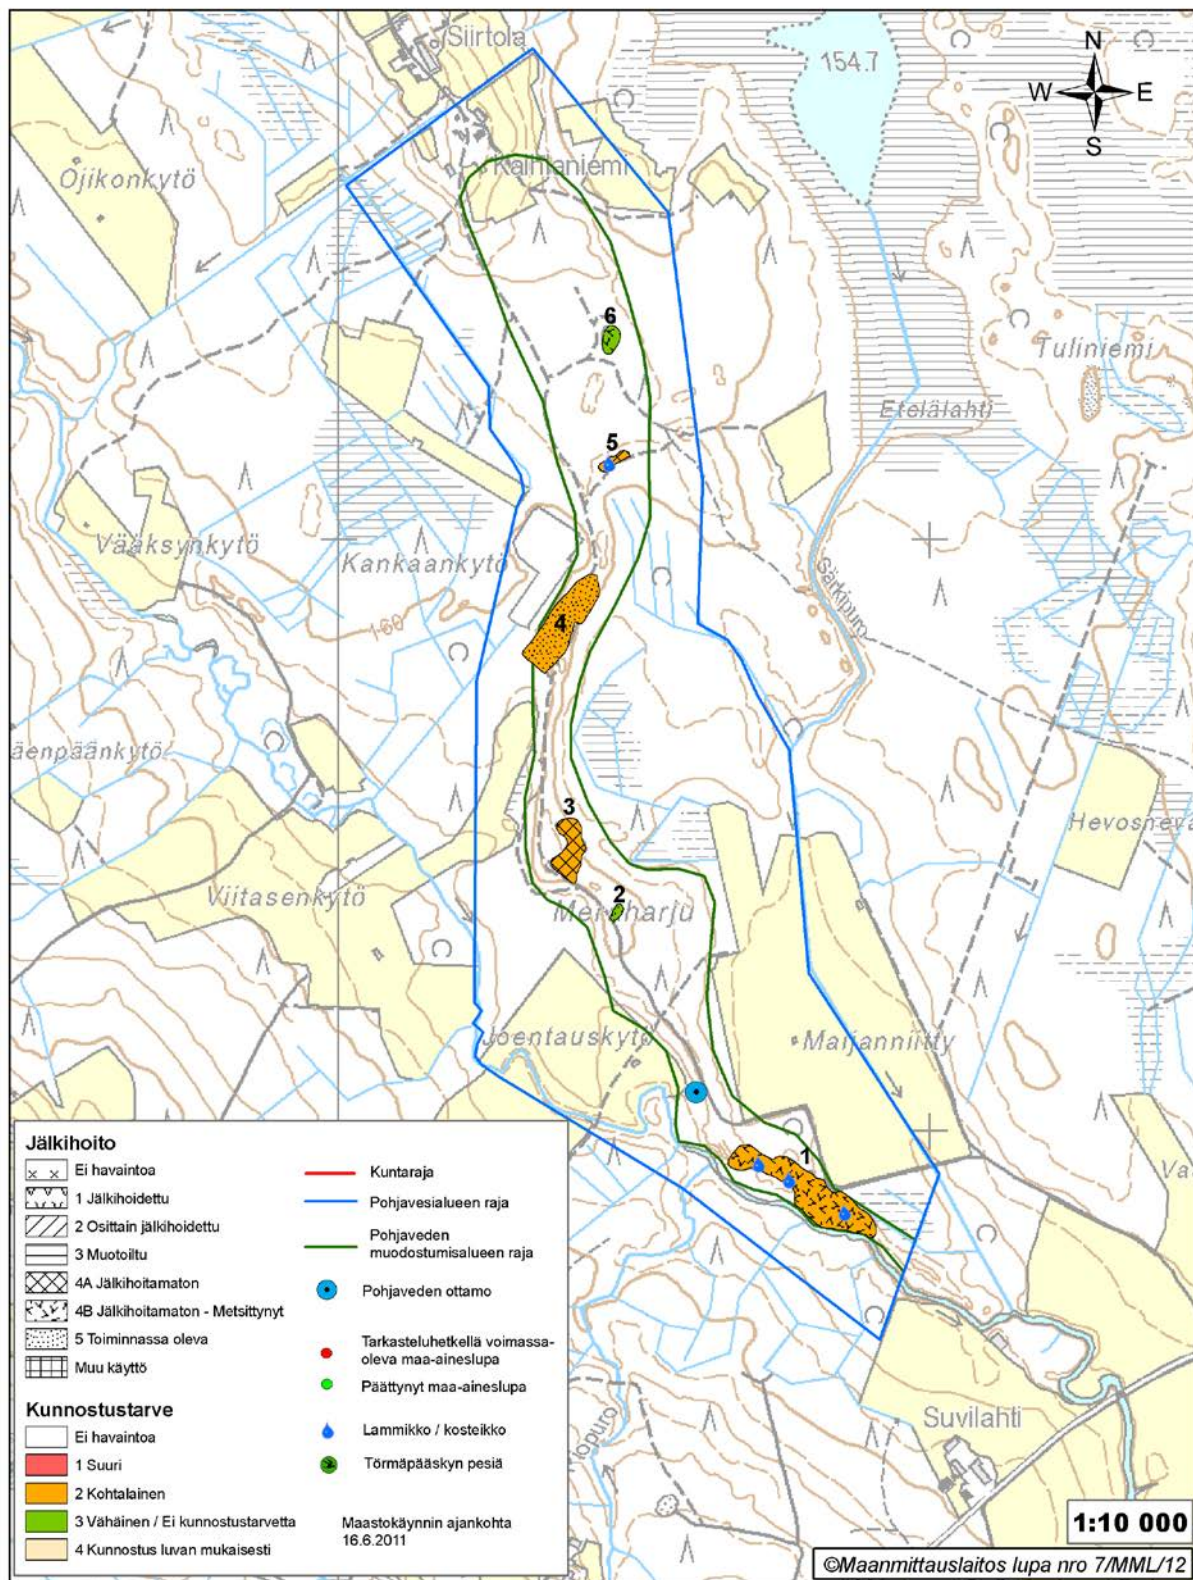 Siirtola
154.7
N
W E
S
Ojikonkytö
6
Tuliniemi
Etelälahti
5
Vääksynkytö
Kankaankytö
Särkipuro
4
160
äenpäänkytö
3
Hevosneva
Viitasenkytö
2
Joentauskytö
Maijanniitty
1
Jälkihoito
Ei havaintoa
1 Jälkihoidettu
2 Osittain jälkihoidettu
3 Muotoiltu
4A Jälkihoitamaton
4B Jälkihoitamaton - Metsittynyt
5 Toiminnassa oleva
Muu käyttö
Kunnostustarve
Ei havaintoa
1 Suuri
2 Kohtalainen
3 Vähäinen / Ei kunnostustarvetta
4 Kunnostus luvan mukaisesti
Kuntaraja
Pohjavesialueen raja
Pohjaveden
muodostumisalueen raja
Pohjaveden ottamo
Tarkasteluhetkellä voimassa-
oleva maa-aineslupa
Päättynyt maa-aineslupa
Lammikko / kosteikko
Törmäpääskyn pesiä
Maastokäynnin ajankohta
16.6.2011
Suvilahti
1:10 000
©Maanmittauslaitos lupa nro 7/MML/12